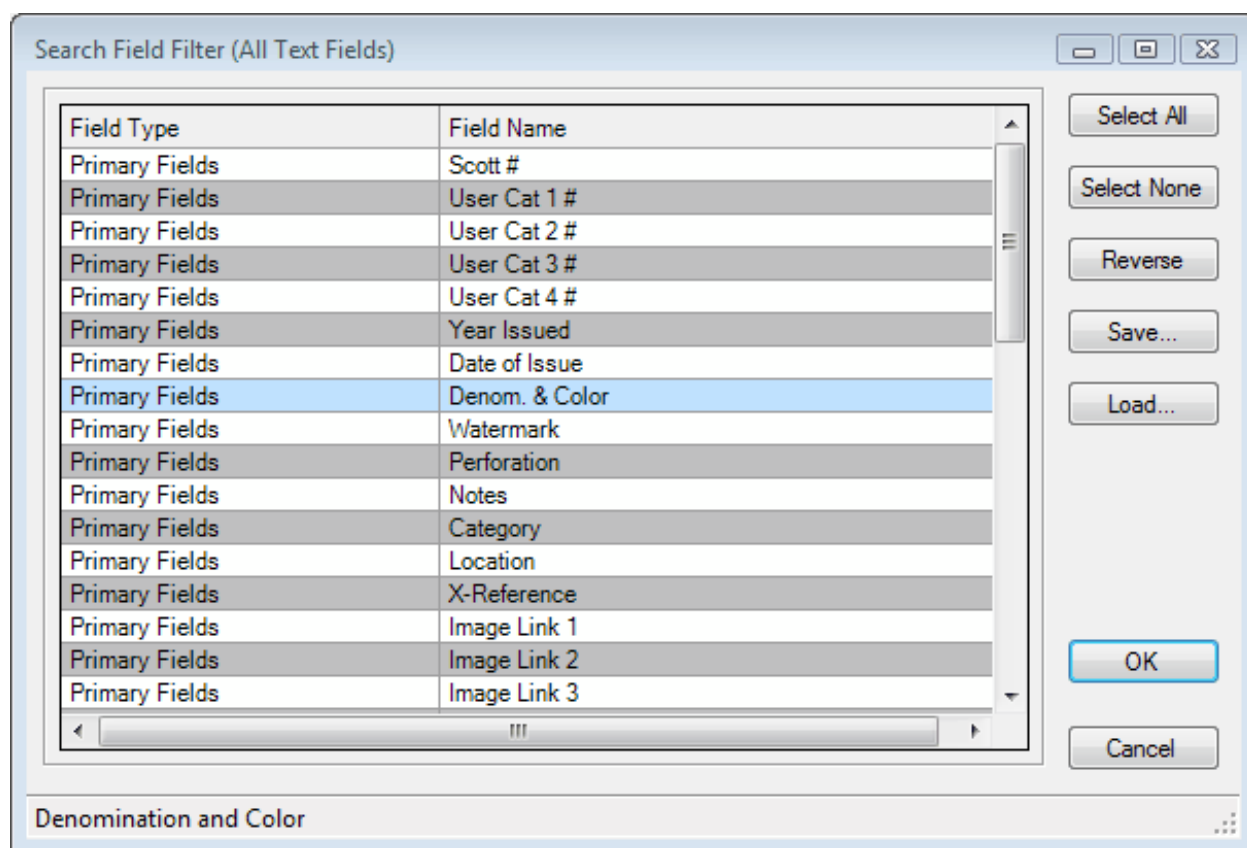 Search Field Filter (All Text Fields)
Field Type Field Name
Primary Fields Scott #
Primary Fields User Cat 1 #
Primary Fields User Cat 2 #
Primary Fields User Cat 3 #
Primary Fields User Cat 4 #
Primary Fields Year Issued
Primary Fields Date of Issue
Primary Fields Denom. & Color
Primary Fields Watermark
Primary Fields Perforation
Primary Fields Notes
Primary Fields Category
Primary Fields Location
Primary Fields X-Reference
Primary Fields Image Link 1
Primary Fields Image Link 2
Primary Fields Image Link 3
Select All
Select None
Reverse
Save...
Load...
OK
Cancel
Denomination and Color